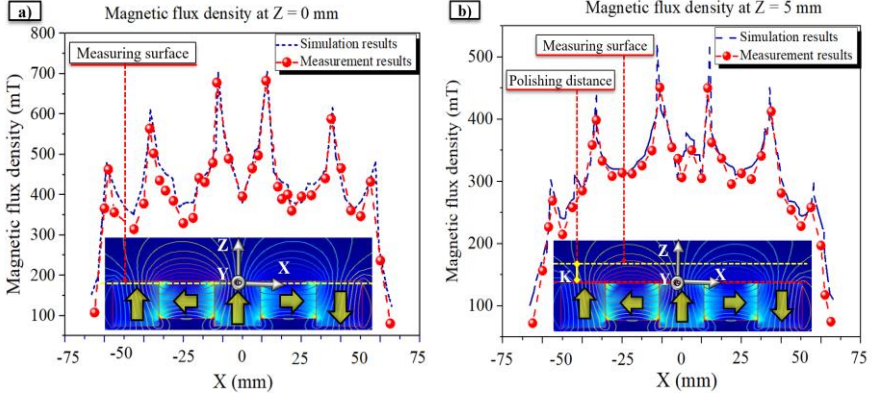 a)
Magnetic flux density at Z = 0 mm
Measuring surface
Simulation results
Measurement results
Magnetic flux density (mT)
800
700
600
500
400
300
200
100
Z
Y
X
-75
-50
-25
0
25
50
75
X (mm)
b)
Magnetic flux density at Z = 5 mm
Measuring surface
Polishing distance
Simulation results
Measurement results
Magnetic flux density (mT)
500
400
300
200
100
K
Z
Y
X
-75
-50
-25
0
25
50
75
X (mm)